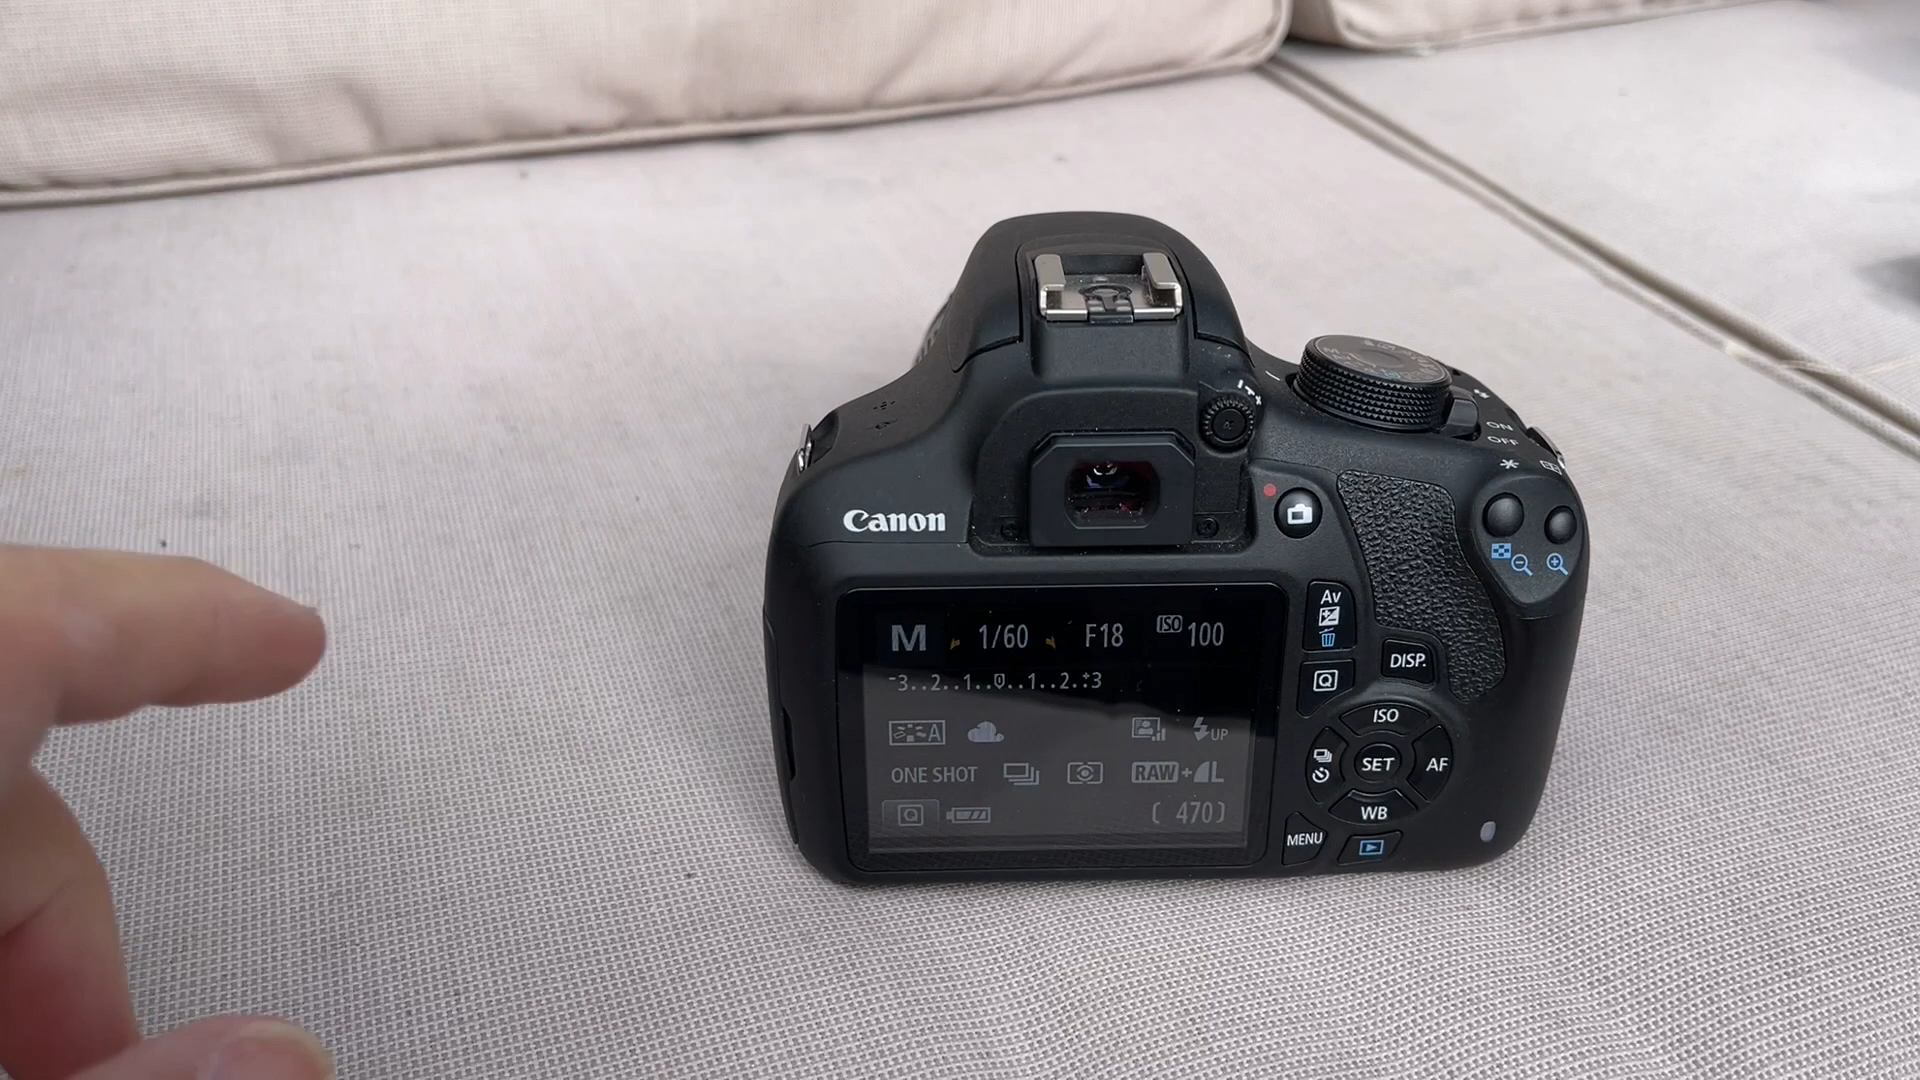 ON
OFF
Canon
M 1/60 F18 ISO 100
-3..2..1..0..1..2.:+3
A
UP
ONE SHOT RAW+L
Q [ 470]
Av
Q
DISP.
ISO
SET
AF
WB
MENU